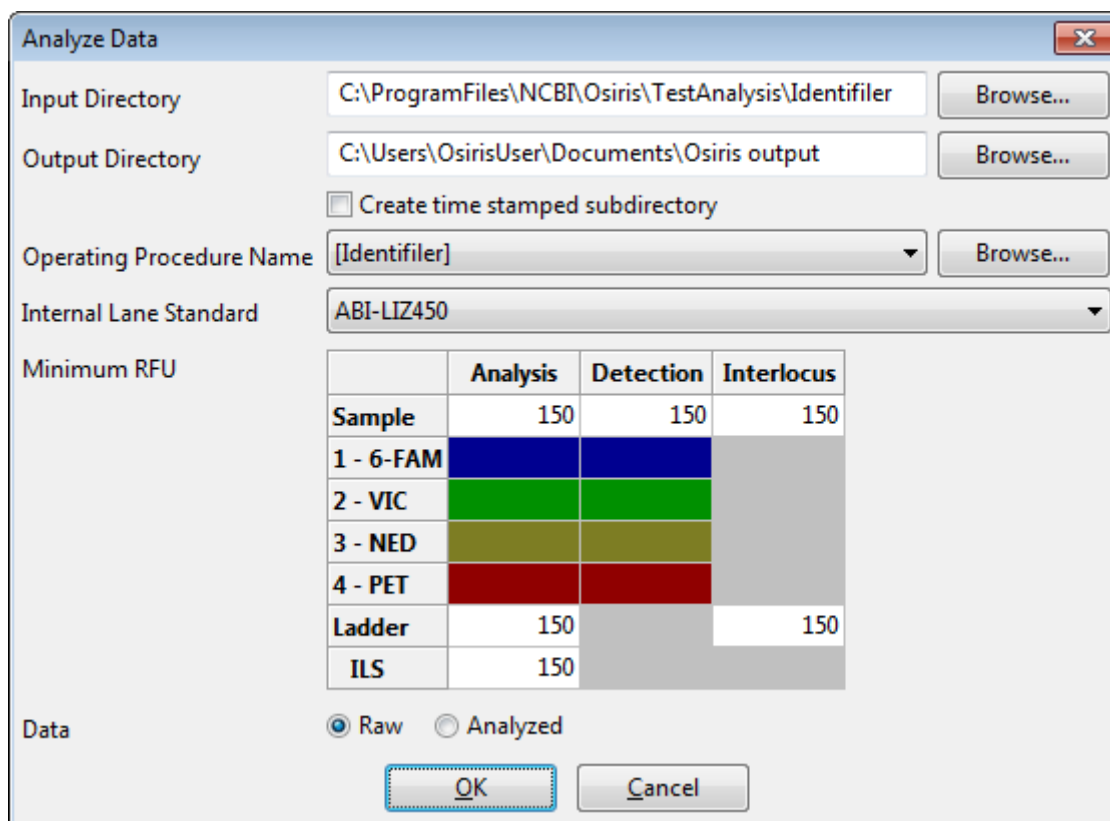 Analyze Data
Input Directory C:\ProgramFiles\NCBI\Osiris\TestAnalysis\Identifiler Browse...
Output Directory C:\Users\OsirisUser\Documents\Osiris output Browse...
Create time stamped subdirectory
Operating Procedure Name [Identifiler] Browse...
Internal Lane Standard ABI-LIZ450
Minimum RFU Analysis Detection Interlocus
Sample 150 150 150
1 - 6-FAM
2 - VIC
3 - NED
4 - PET
Ladder 150 150
ILS 150
Data Raw Analyzed
OK Cancel